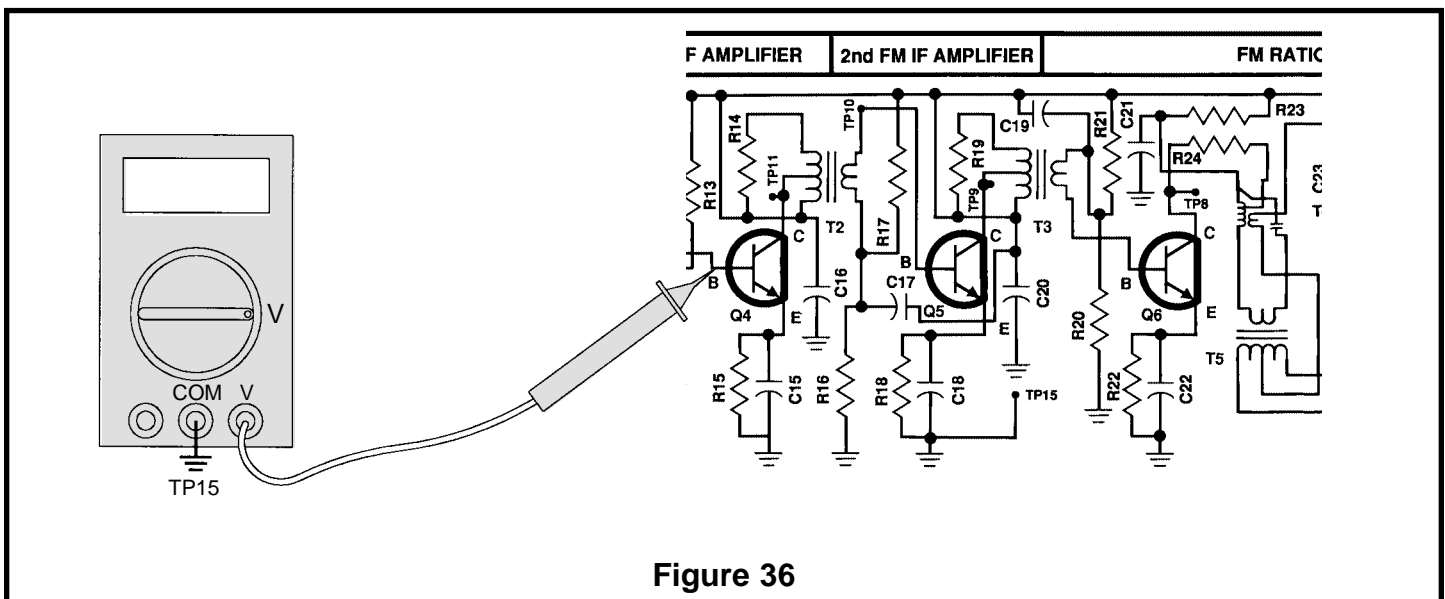 F AMPLIFIER
2nd FM IF AMPLIFIER
FM RATIO
R13
R14
TP11
T2
C
B
Q4
E
R15
C15
C16
TP10
R17
C17
R16
B
Q5
C
E
R18
C18
R19
TP9
C19
T3
C20
TP15
R21
R20
C21
R23
R24
TP8
C
B
Q6
E
R22
C22
C23
T
T5
V
COM V
TP15
Figure 36